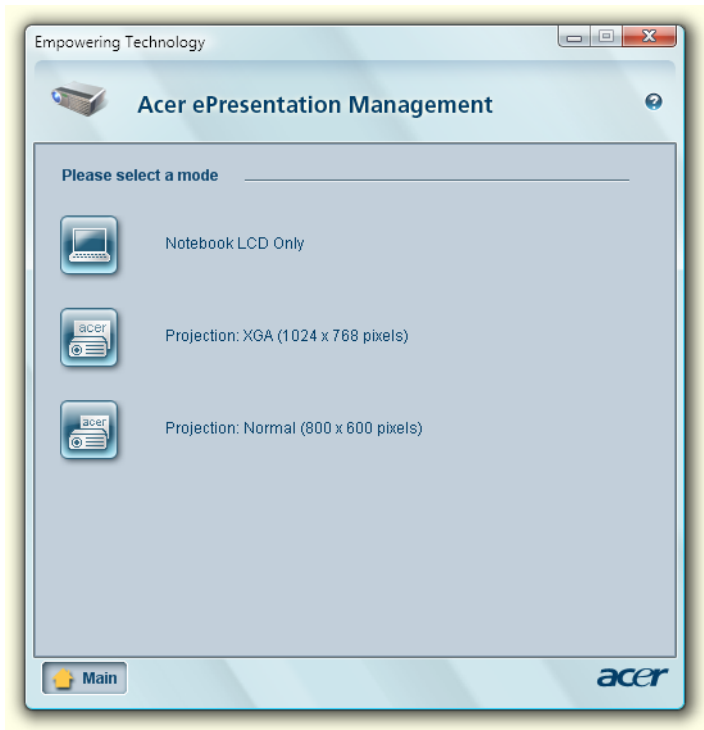 Empowering Technology
Acer ePresentation Management
Please select a mode
Notebook LCD Only
acer
Projection: XGA (1024 x 768 pixels)
acer
Projection: Normal (800 x 600 pixels)
Main
acer